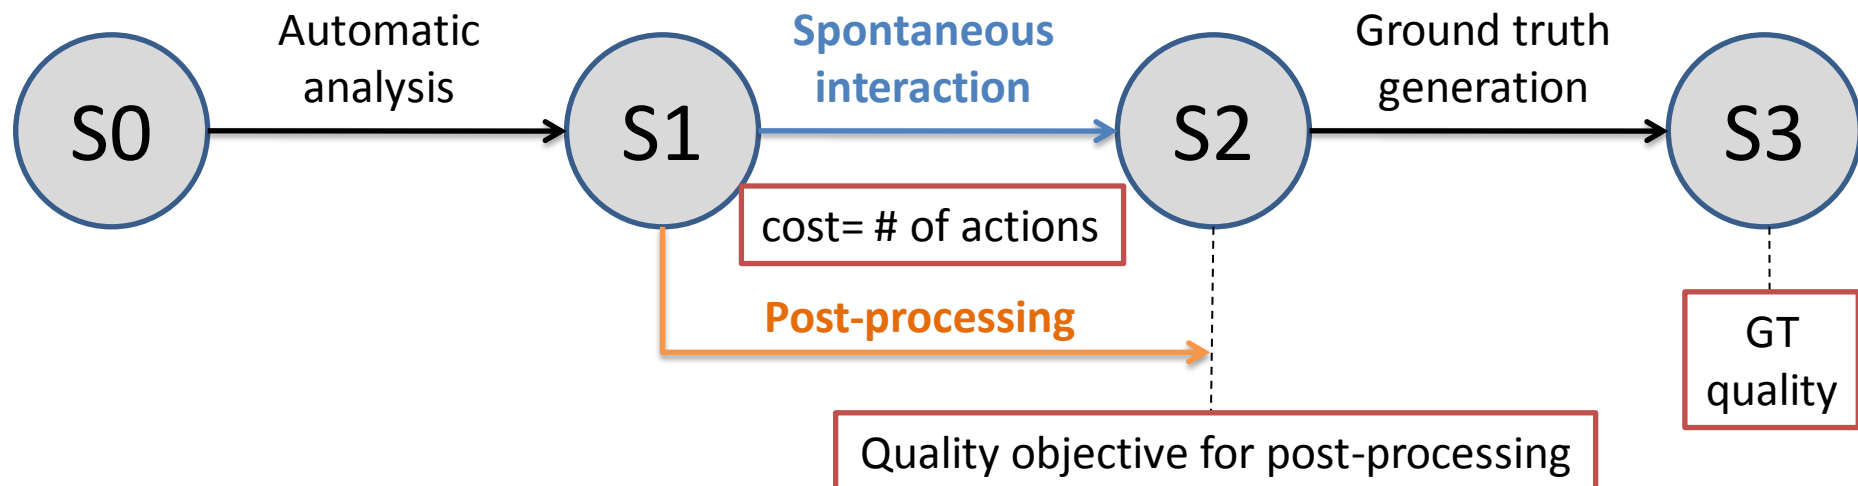 Automatic
analysis
Spontaneous
interaction
Ground truth
generation
S0
S1
S2
S3
cost= # of actions
Post-processing
GT
quality
Quality objective for post-processing